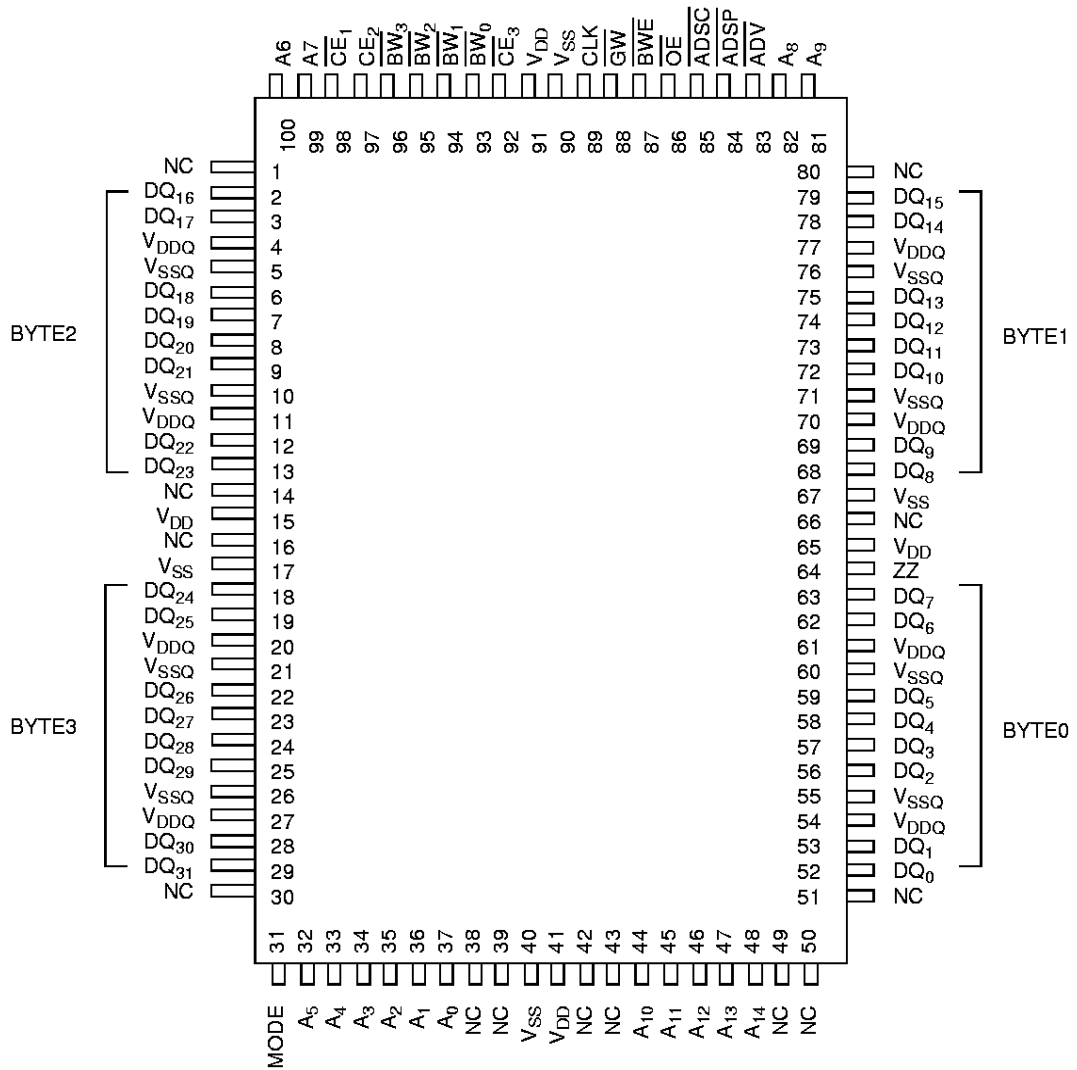 A6 A7 CE1 CE2 BW3 BW2 BW1 BW0 CE3 VDD VSS CLK GW BWE OE ADSC ADSP ADV A8 A9
100 99 98 97 96 95 94 93 92 91 90 89 88 87 86 85 84 83 82 81
NC 1 80 NC
DQ16 2 79 DQ15
DQ17 3 78 DQ14
VDDQ 4 77 VDDQ
VSSQ 5 76 VSSQ
DQ18 6 75 DQ13
DQ19 7 74 DQ12
BYTE2 BYTE1
DQ20 8 73 DQ11
DQ21 9 72 DQ10
VSSQ 10 71 VSSQ
VDDQ 11 70 VDDQ
DQ22 12 69 DQ9
DQ23 13 68 DQ8
NC 14 67 VSS
VDD 15 66 NC
NC 16 65 VDD
VSS 17 64 ZZ
DQ24 18 63 DQ7
DQ25 19 62 DQ6
VDDQ 20 61 VDDQ
VSSQ 21 60 VSSQ
DQ26 22 59 DQ5
DQ27 23 58 DQ4
BYTE3 BYTE0
DQ28 24 57 DQ3
DQ29 25 56 DQ2
VSSQ 26 55 VSSQ
VDDQ 27 54 VDDQ
DQ30 28 53 DQ1
DQ31 29 52 DQ0
NC 30 51 NC
31 32 33 34 35 36 37 38 39 40 41 42 43 44 45 46 47 48 49 50
MODE A5 A4 A3 A2 A1 A0 NC NC VSS VDD NC NC A10 A11 A12 A13 A14 NC NC